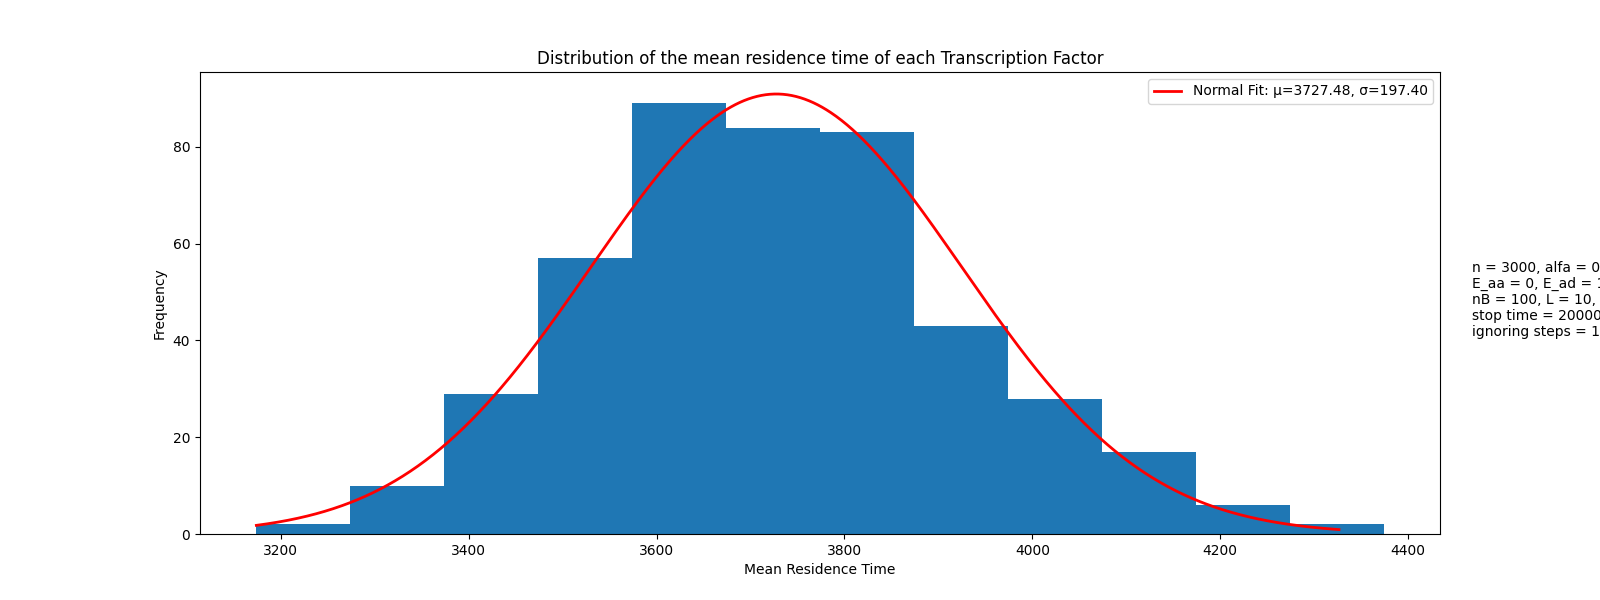 Distribution of the mean residence time of each Transcription Factor
Normal Fit: μ=3727.48, σ=197.40
Frequency
80
60
40
20
0
3200 3400 3600 3800 4000 4200 4400
Mean Residence Time
n = 3000, alfa = 0
E_aa = 0, E_ad =
nB = 100, L = 10,
stop time = 20000
ignoring steps = 1